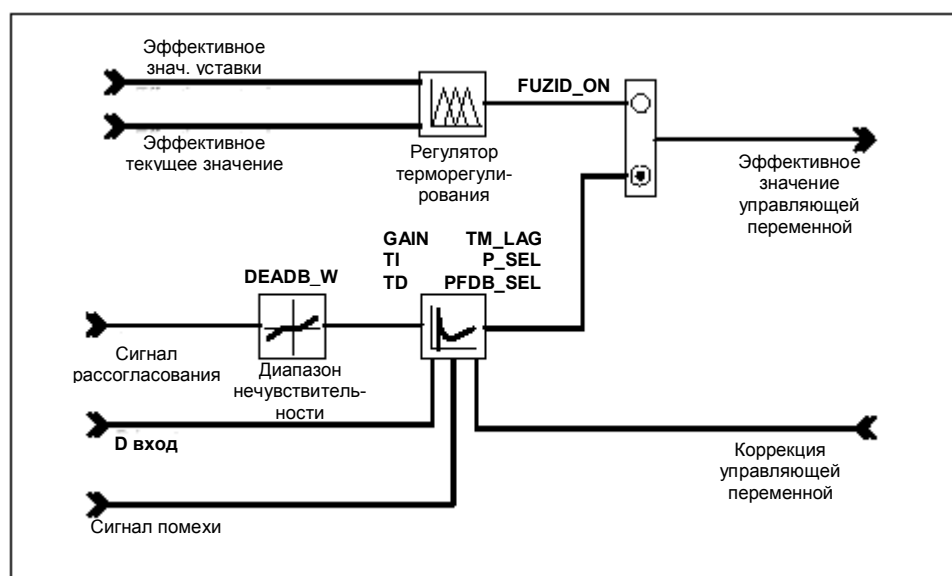 Эффективное
знач. уставки
FUZID_ON
Эффективное
текущее значение
Регулятор
терморегули-
рования
Эффективное
значение
управляющей
переменной
GAIN TM_LAG
TI P_SEL
TD PFDB_SEL
DEADB_W
Сигнал
рассогласования
Диапазон
нечувствитель-
ности
D вход
Коррекция
управляющей
переменной
Сигнал помехи